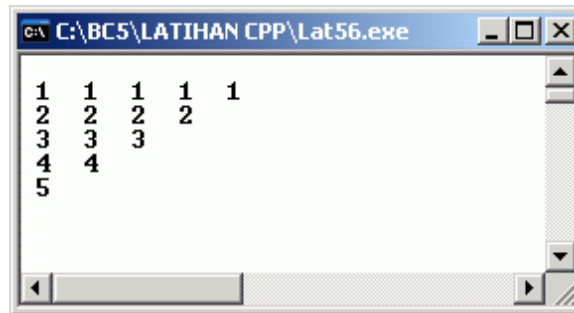 C:\BC5\LATIHAN CPP\Lat56.exe
1 1 1 1 1
2 2 2 2
3 3 3
4 4
5